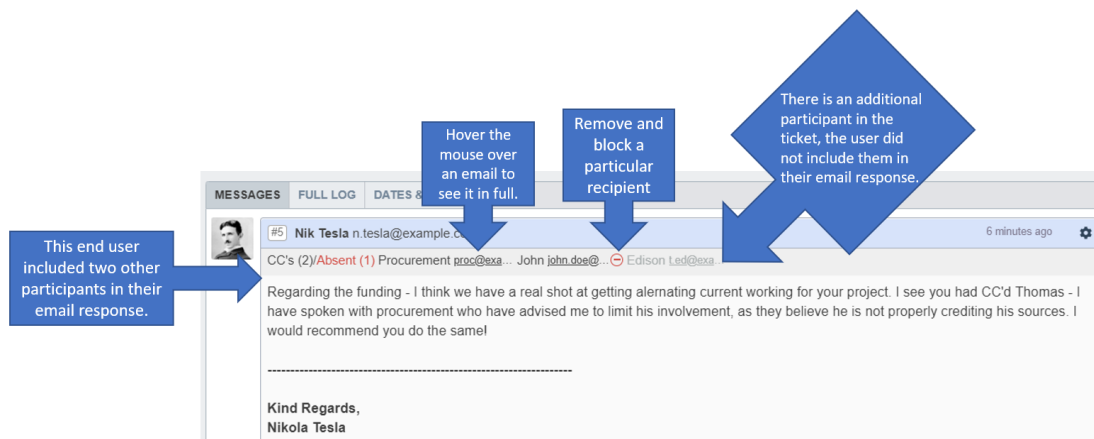 There is an additional
participant in the
ticket, the user did
not include them in
their email response.
Hover the
mouse over
an email to
see it in full.
Remove and
block a
particular
recipient
This end user
included two other
participants in their
email response.
MESSAGES FULL LOG DATES &
#5 Nik Tesla n.tesla@example.c 6 minutes ago
CC's (2)/Absent (1) Procurement proc@exa... John john.doe@... Edison t.ed@exa...
Regarding the funding - I think we have a real shot at getting alernating current working for your project. I see you had CC'd Thomas - I
have spoken with procurement who have advised me to limit his involvement, as they believe he is not properly crediting his sources. I
would recommend you do the same!
-------------------------------------------------------------------
Kind Regards,
Nikola Tesla